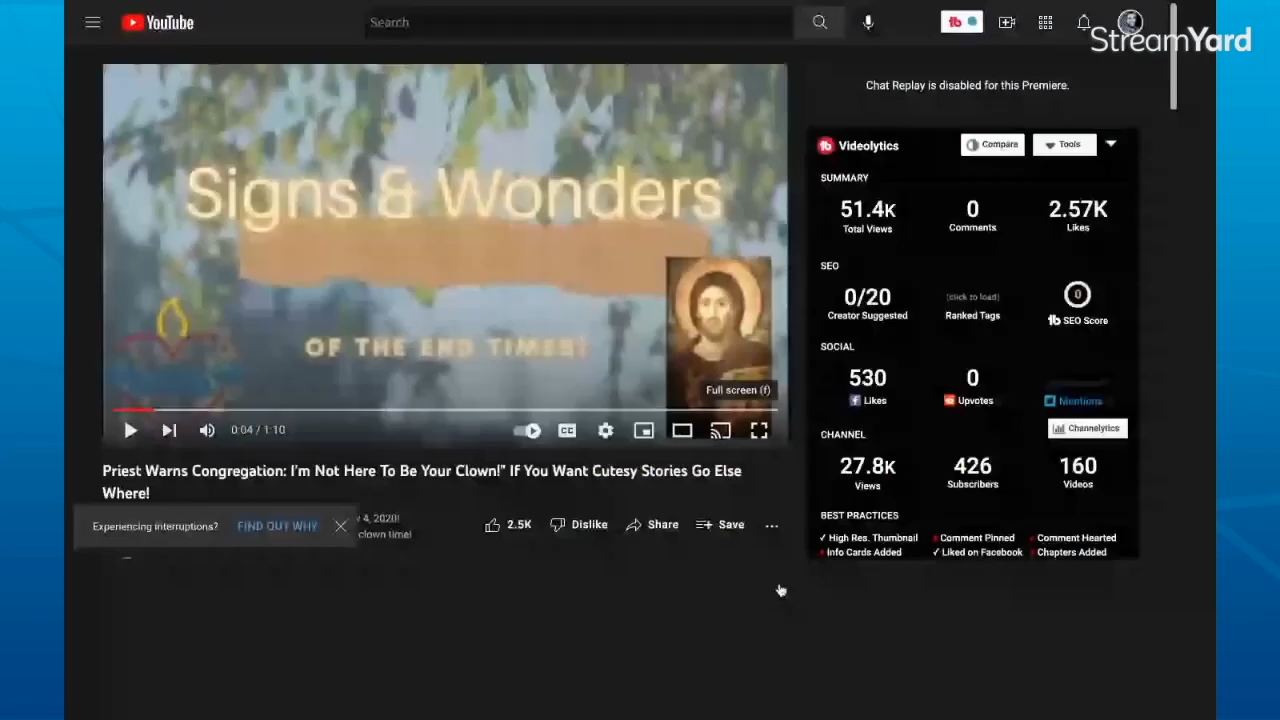 YouTube
Search
StreamYard
Chat Replay is disabled for this Premiere.
Signs & Wonders
OF THE END TIMES!
Full screen (f)
0:04 / 1:10
CC
Videolytics
Compare
Tools
SUMMARY
51.4K
0
2.57K
Total Views
Comments
Likes
SEO
0/20
(click to load)
0
Creator Suggested
Ranked Tags
SEO Score
SOCIAL
530
0
Likes
Upvotes
Mentions
Channelytics
CHANNEL
27.8K
426
160
Views
Subscribers
Videos
BEST PRACTICES
✓ High Res. Thumbnail
Comment Pinned
Comment Hearted
Info Cards Added
✓ Liked on Facebook
Chapters Added
Priest Warns Congregation: I'm Not Here To Be Your Clown!" If You Want Cutesy Stories Go Else
Where!
Experiencing interruptions?
FIND OUT WHY
4, 2020!
clown time!
2.5K
Dislike
Share
Save